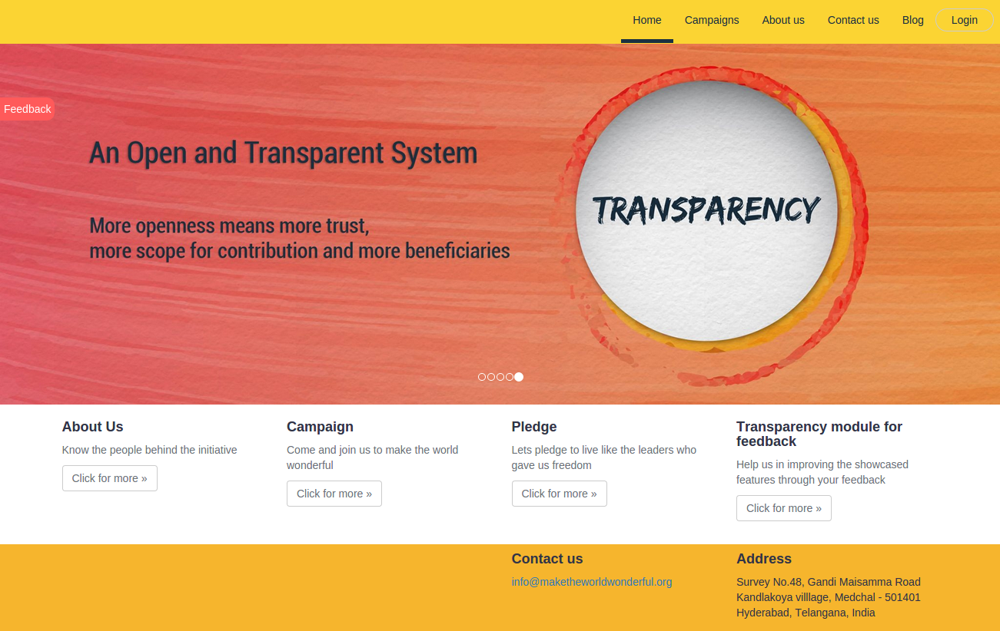 Home Campaigns About us Contact us Blog Login
Feedback
An Open and Transparent System
More openness means more trust,
more scope for contribution and more beneficiaries
TRANSPARENCY
About Us
Know the people behind the initiative
Click for more »
Campaign
Come and join us to make the world
wonderful
Click for more »
Pledge
Lets pledge to live like the leaders who
gave us freedom
Click for more »
Transparency module for
feedback
Help us in improving the showcased
features through your feedback
Click for more »
Contact us
info@maketheworldwonderful.org
Address
Survey No.48, Gandi Maisamma Road
Kandlakoya villlage, Medchal - 501401
Hyderabad, Telangana, India